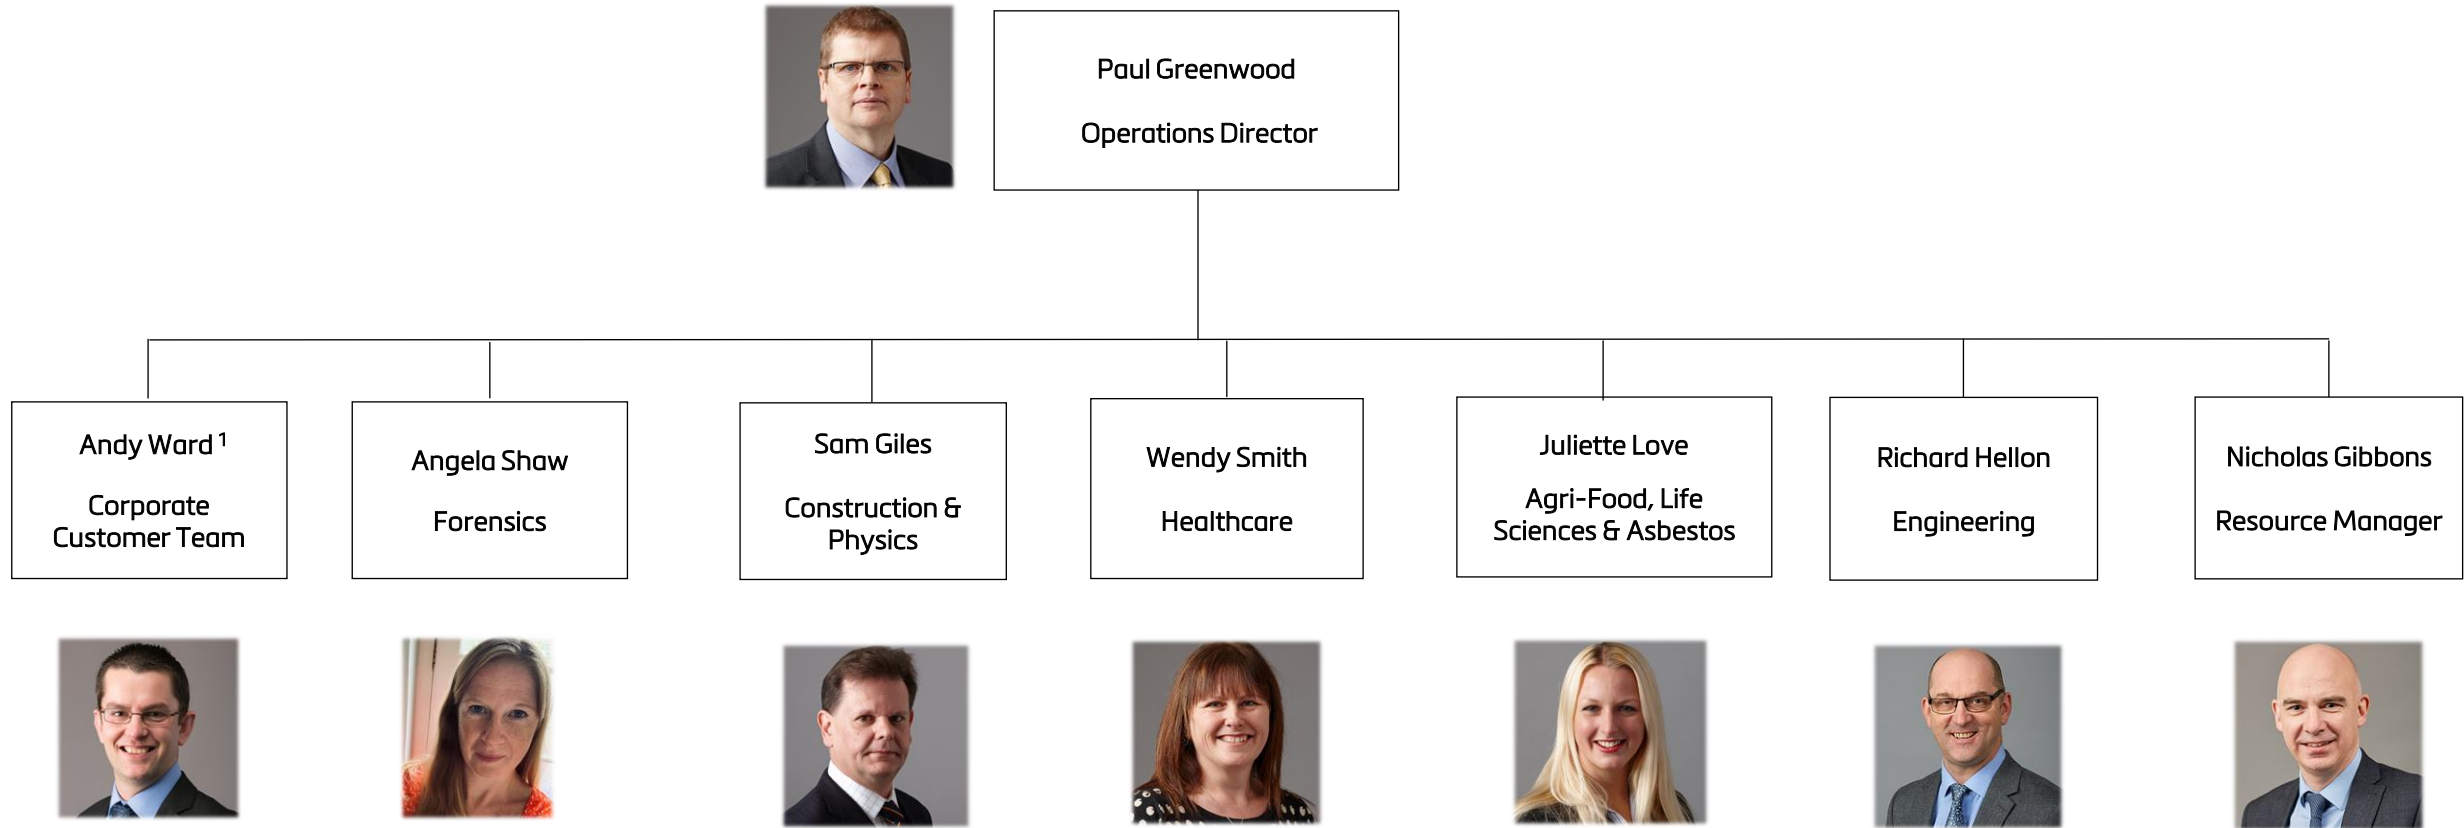 Paul Greenwood
Operations Director
Andy Ward ¹
Corporate
Customer Team
Angela Shaw
Forensics
Sam Giles
Construction &
Physics
Wendy Smith
Healthcare
Juliette Love
Agri-Food, Life
Sciences & Asbestos
Richard Hellon
Engineering
Nicholas Gibbons
Resource Manager